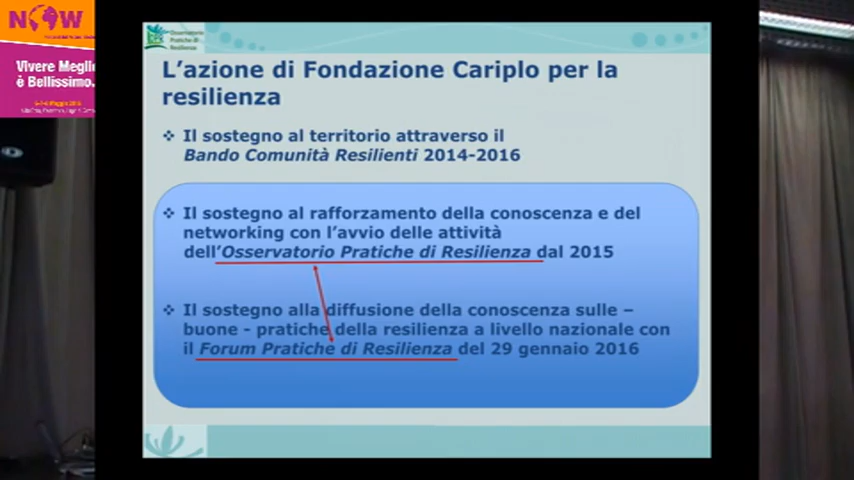 NOW
Vivere Meglio
è Bellissimo.
Osservatorio
Pratiche di
Resilienza
L'azione di Fondazione Cariplo per la
resilienza
❖ Il sostegno al territorio attraverso il
Bando Comunità Resilienti 2014-2016
❖ Il sostegno al rafforzamento della conoscenza e del
networking con l'avvio delle attività
dell'Osservatorio Pratiche di Resilienza dal 2015
❖ Il sostegno alla diffusione della conoscenza sulle –
buone - pratiche della resilienza a livello nazionale con
il Forum Pratiche di Resilienza del 29 gennaio 2016